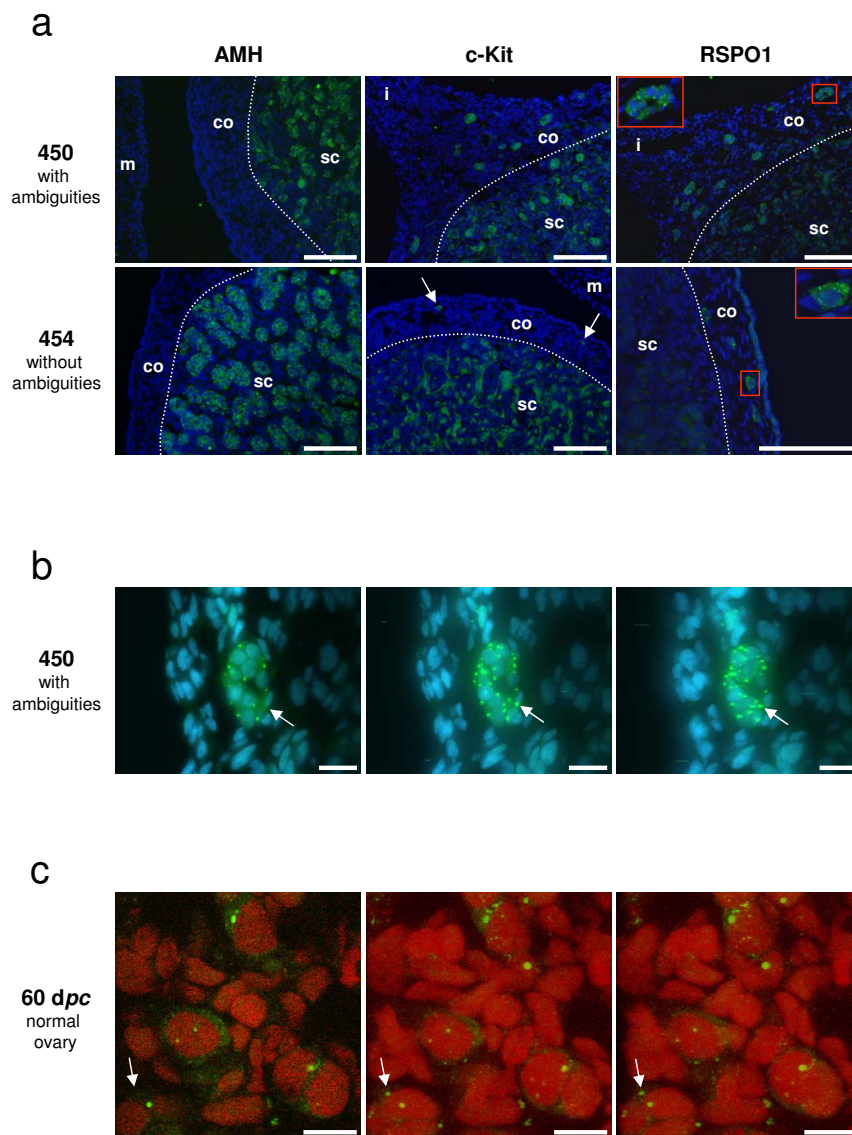 a
AMH c-Kit RSPO1
450
with
ambiguities
m co sc
i co sc
i co sc
454
without
ambiguities
co sc
m co sc
sc co
b
450
with
ambiguities
c
60 dpc
normal
ovary